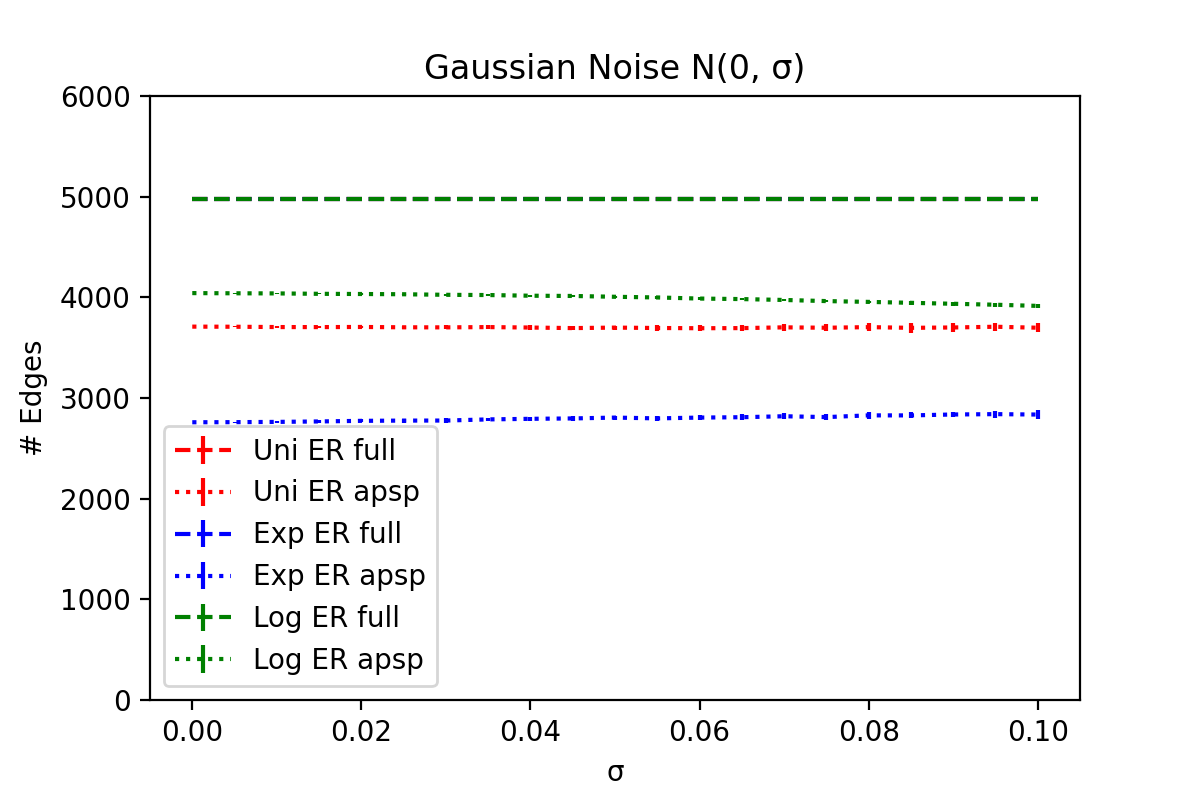 Gaussian Noise N(0, σ)
6000
5000
4000
3000
2000
1000
0
# Edges
Uni ER full
Uni ER apsp
Exp ER full
Exp ER apsp
Log ER full
Log ER apsp
0.00 0.02 0.04 0.06 0.08 0.10
σ